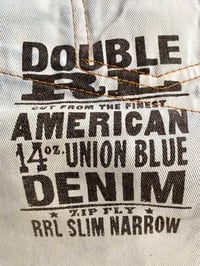 DOUBLE
RL
CUT FROM THE FINEST
AMERICAN
14oz. UNION BLUE
DENIM
★ ZIP FLY ★
RRL SLIM NARROW